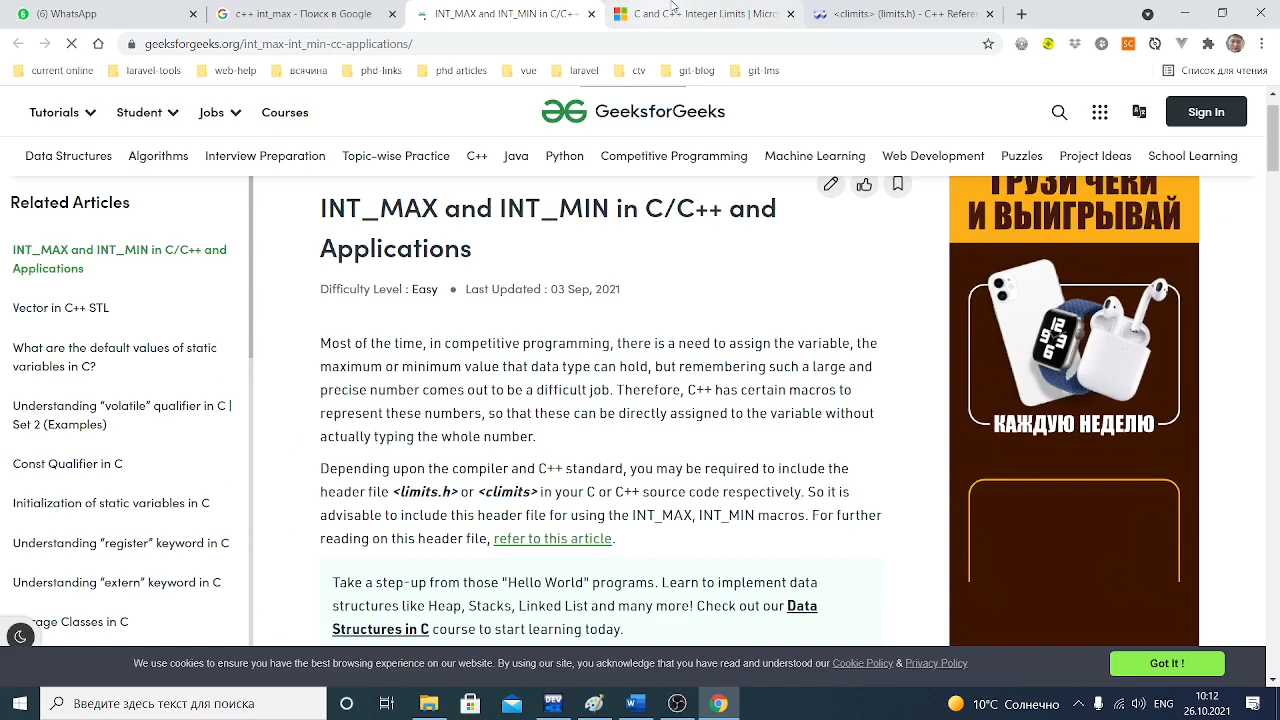 (6) WhatsApp
c++ int_max - Поиск в Google
INT_MAX and INT_MIN in C/C++
C and C++ Integer Limits | Micro
<climits> (limits.h) - C++ Refere
geeksforgeeks.org/int_max-int_min-cc-applications/
current online
laravel-tools
web-help
всячина
phd-links
phd articles
vue
laravel
ctv
git-blog
git-lms
Список для чтения
Tutorials
Student
Jobs
Courses
GeeksforGeeks
Sign In
Data Structures
Algorithms
Interview Preparation
Topic-wise Practice
C++
Java
Python
Competitive Programming
Machine Learning
Web Development
Puzzles
Project Ideas
School Learning
Related Articles
INT_MAX and INT_MIN in C/C++ and
Applications
Vector in C++ STL
What are the default values of static
variables in C?
Understanding “volatile” qualifier in C |
Set 2 (Examples)
Const Qualifier in C
Initialization of static variables in C
Understanding “register” keyword in C
Understanding “extern” keyword in C
age Classes in C
INT_MAX and INT_MIN in C/C++ and
Applications
Difficulty Level : Easy ● Last Updated : 03 Sep, 2021
Most of the time, in competitive programming, there is a need to assign the variable, the
maximum or minimum value that data type can hold, but remembering such a large and
precise number comes out to be a difficult job. Therefore, C++ has certain macros to
represent these numbers, so that these can be directly assigned to the variable without
actually typing the whole number.
Depending upon the compiler and C++ standard, you may be required to include the
header file <limits.h> or <climits> in your C or C++ source code respectively. So it is
advisable to include this header file for using the INT_MAX, INT_MIN macros. For further
reading on this header file, refer to this article.
Take a step-up from those "Hello World" programs. Learn to implement data
structures like Heap, Stacks, Linked List and many more! Check out our Data
Structures in C course to start learning today.
ГРУЗИ ЧЕКИ
И ВЫИГРЫВАЙ
КАЖДУЮ НЕДЕЛЮ
We use cookies to ensure you have the best browsing experience on our website. By using our site, you acknowledge that you have read and understood our Cookie Policy & Privacy Policy
Got It !
Введите здесь текст для поиска
10°C Солнечно
ENG
10:12
26.10.2021